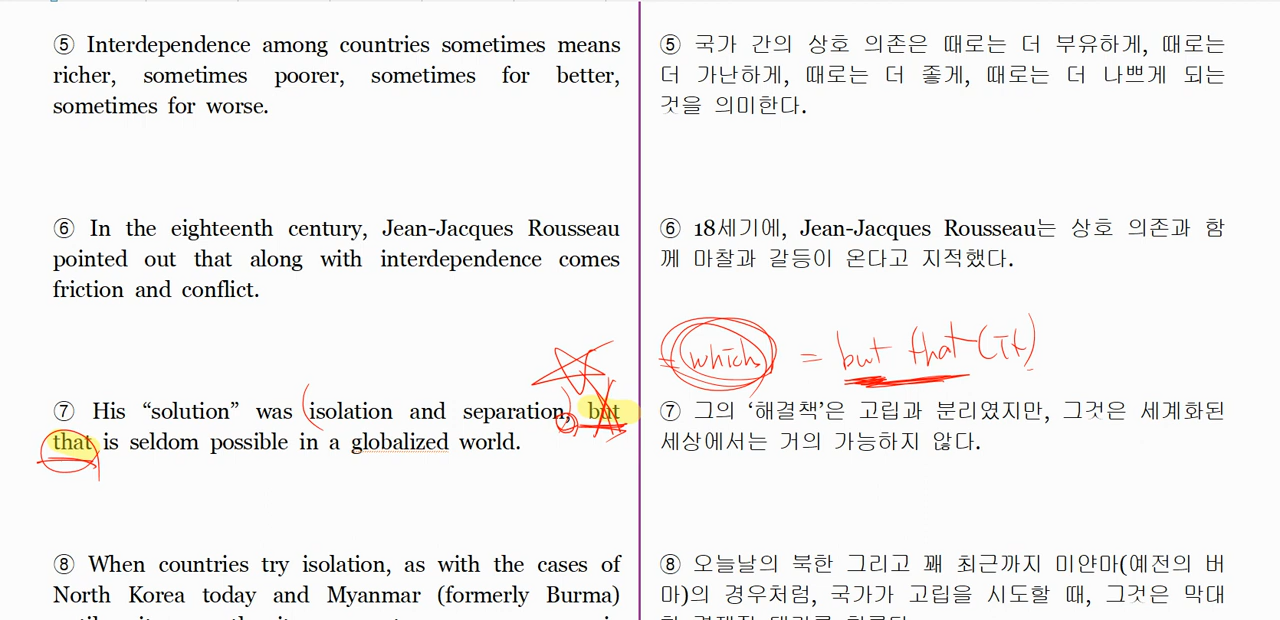 ⑤ Interdependence among countries sometimes means
richer, sometimes poorer, sometimes for better,
sometimes for worse.
⑥ In the eighteenth century, Jean-Jacques Rousseau
pointed out that along with interdependence comes
friction and conflict.
⑦ His “solution” was isolation and separation, but
that is seldom possible in a globalized world.
⑧ When countries try isolation, as with the cases of
North Korea today and Myanmar (formerly Burma)
⑤ 국가 간의 상호 의존은 때로는 더 부유하게, 때로는
더 가난하게, 때로는 더 좋게, 때로는 더 나쁘게 되는
것을 의미한다.
⑥ 18세기에, Jean-Jacques Rousseau는 상호 의존과 함
께 마찰과 갈등이 온다고 지적했다.
= which = but that (it)
⑦ 그의 ‘해결책’은 고립과 분리였지만, 그것은 세계화된
세상에서는 거의 가능하지 않다.
⑧ 오늘날의 북한 그리고 꽤 최근까지 미얀마(예전의 버
마)의 경우처럼, 국가가 고립을 시도할 때, 그것은 막대